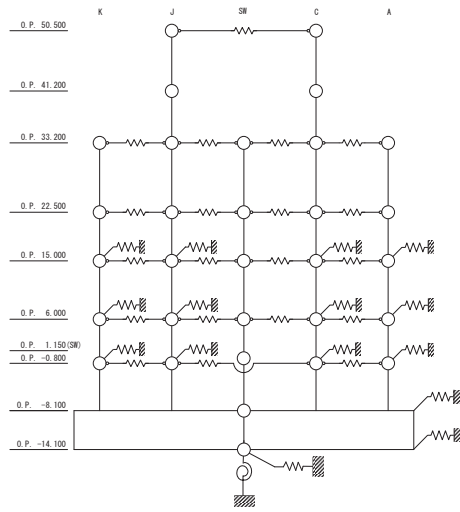 K J SW C A
O.P. 50.500
O.P. 41.200
O.P. 33.200
O.P. 22.500
O.P. 15.000
O.P. 6.000
O.P. 1.150(SW)
O.P. -0.800
O.P. -8.100
O.P. -14.100